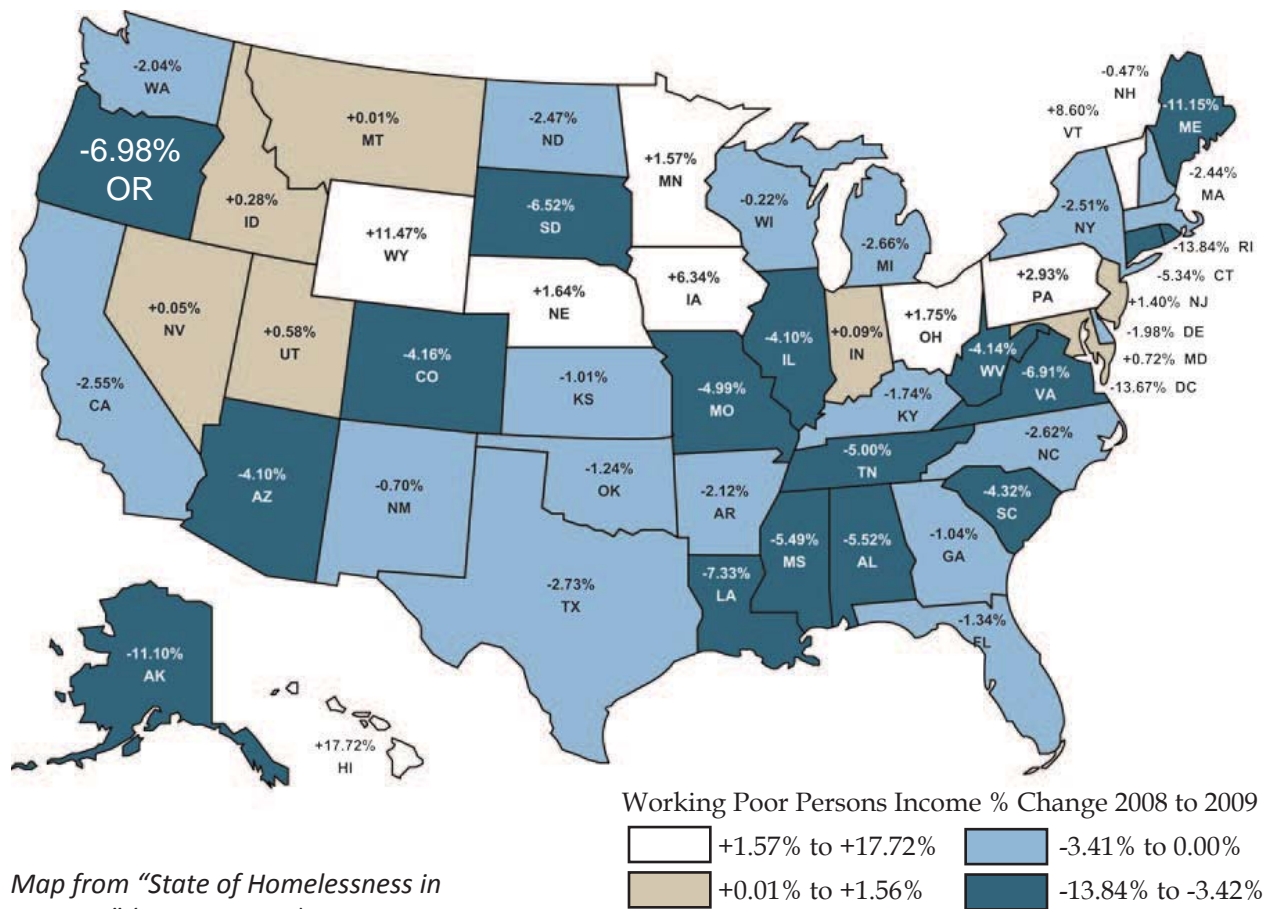 -2.04%
WA
-6.98%
OR
-2.55%
CA
+0.05%
NV
+0.28%
ID
+0.01%
MT
+11.47%
WY
+0.58%
UT
-4.16%
CO
-4.10%
AZ
-0.70%
NM
-2.47%
ND
-6.52%
SD
+1.64%
NE
-1.01%
KS
-1.24%
OK
-2.73%
TX
+1.57%
MN
+6.34%
IA
-4.99%
MO
-2.12%
AR
-7.33%
LA
-0.22%
WI
-4.10%
IL
-2.66%
MI
+0.09%
IN
+1.75%
OH
-1.74%
KY
-5.00%
TN
-5.49%
MS
-5.52%
AL
-1.04%
GA
-1.34%
FL
-4.32%
SC
-2.62%
NC
-6.91%
VA
-4.14%
WV
+2.93%
PA
-2.51%
NY
+8.60%
VT
-0.47%
NH
-11.15%
ME
-2.44%
MA
-13.84% RI
-5.34% CT
+1.40% NJ
-1.98% DE
+0.72% MD
-13.67% DC
-11.10%
AK
+17.72%
HI
Working Poor Persons Income % Change 2008 to 2009
+1.57% to +17.72%
-3.41% to 0.00%
+0.01% to +1.56%
-13.84% to -3.42%
Map from “State of Homelessness in